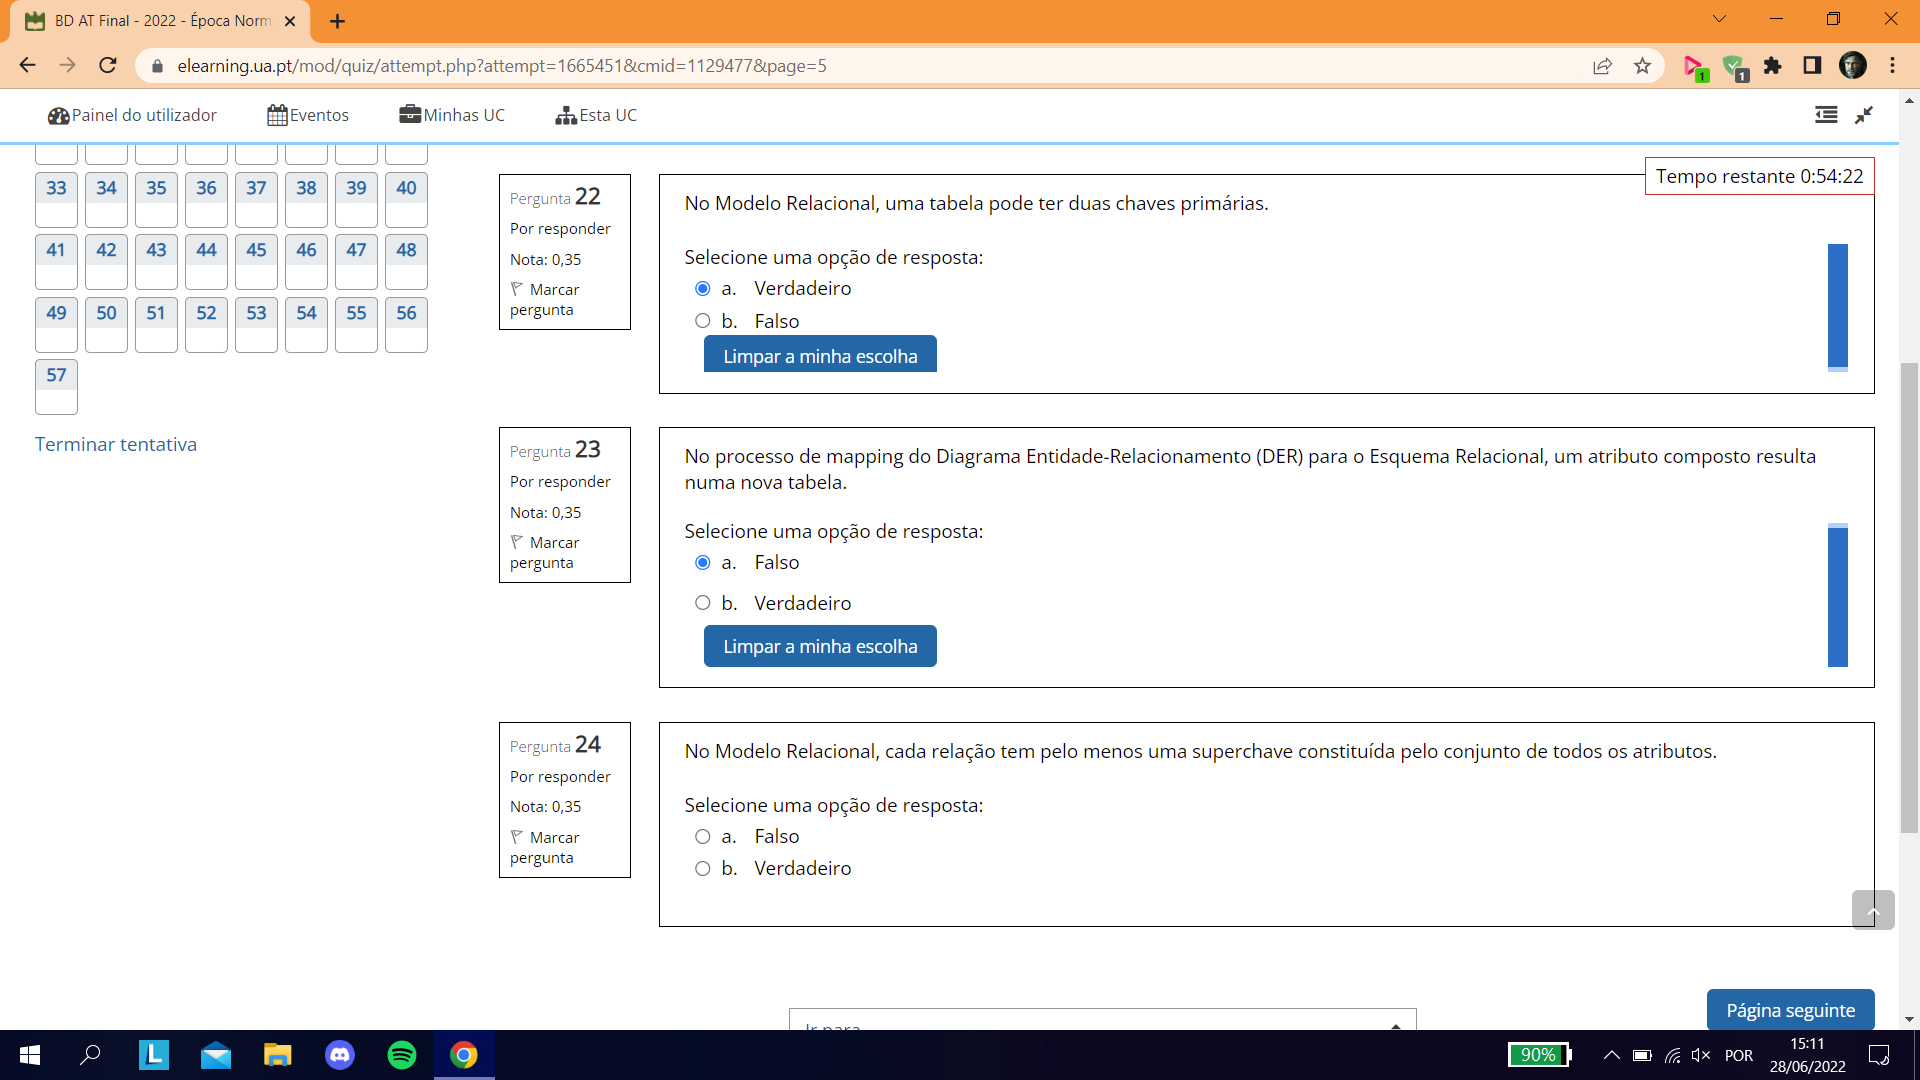 BD AT Final - 2022 - Época Norm
elearning.ua.pt/mod/quiz/attempt.php?attempt=1665451&cmid=1129477&page=5
1
1
Painel do utilizador
Eventos
Minhas UC
Esta UC
Tempo restante 0:54:22
33 34 35 36 37 38 39 40
41 42 43 44 45 46 47 48
49 50 51 52 53 54 55 56
57
Terminar tentativa
Pergunta 22
Por responder
Nota: 0,35
Marcar
pergunta
No Modelo Relacional, uma tabela pode ter duas chaves primárias.
Selecione uma opção de resposta:
a. Verdadeiro
b. Falso
Limpar a minha escolha
Pergunta 23
Por responder
Nota: 0,35
Marcar
pergunta
No processo de mapping do Diagrama Entidade-Relacionamento (DER) para o Esquema Relacional, um atributo composto resulta
numa nova tabela.
Selecione uma opção de resposta:
a. Falso
b. Verdadeiro
Limpar a minha escolha
Pergunta 24
Por responder
Nota: 0,35
Marcar
pergunta
No Modelo Relacional, cada relação tem pelo menos uma superchave constituída pelo conjunto de todos os atributos.
Selecione uma opção de resposta:
a. Falso
b. Verdadeiro
Página seguinte
Ir para
L
90%
POR
15:11
28/06/2022